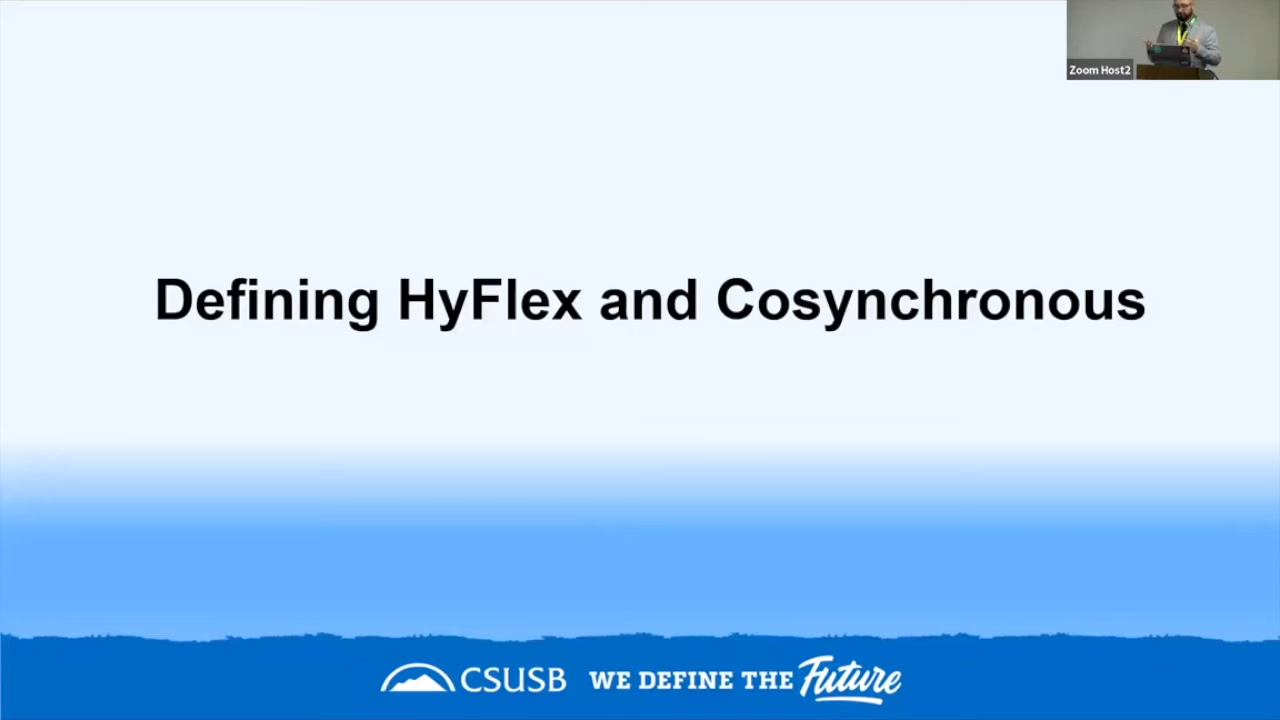 Zoom Host2
Defining HyFlex and Cosynchronous
CSUSB WE DEFINE THE Future